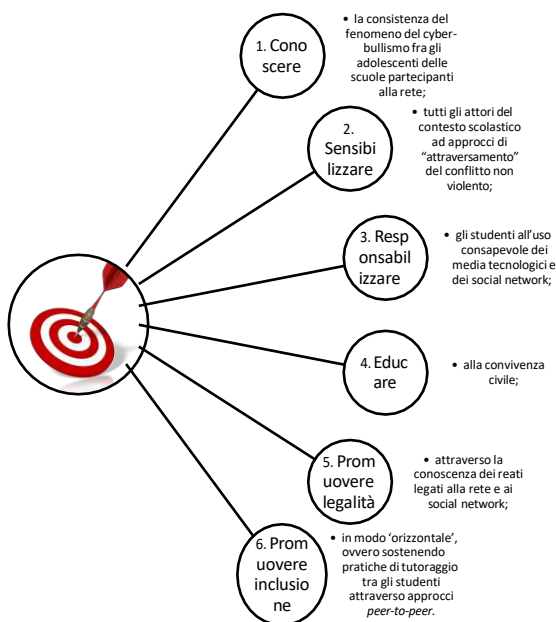 1. Cono
scere
• la consistenza del
fenomeno del cyber-
bullismo fra gli
adolescenti delle
scuole partecipanti
alla rete;
2.
Sensibi
lizzare
• tutti gli attori del
contesto scolastico
ad approcci di
“attraversamento”
del conflitto non
violento;
3. Resp
onsabil
izzare
• gli studenti all’uso
consapevole dei
media tecnologici e
dei social network;
4. Educ
are
• alla convivenza
civile;
5. Prom
uovere
legalità
• attraverso la
conoscenza dei reati
legati alla rete e ai
social network;
6. Prom
uovere
inclusio
ne
• in modo ‘orizzontale’,
ovvero sostenendo
pratiche di tutoraggio
tra gli studenti
attraverso approcci
peer-to-peer.